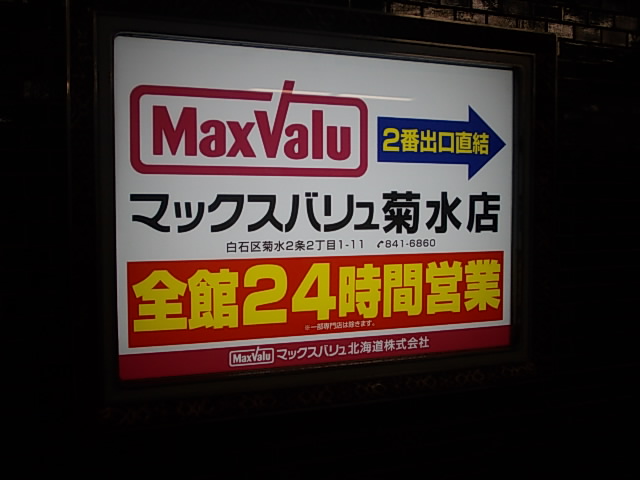 MaxValu
2番出口直結
マックスバリュ菊水店
白石区菊水2条2丁目1-11 ✆841-6860
全館24時間営業
※一部専門店は除きます。
MaxValu マックスバリュ北海道株式会社